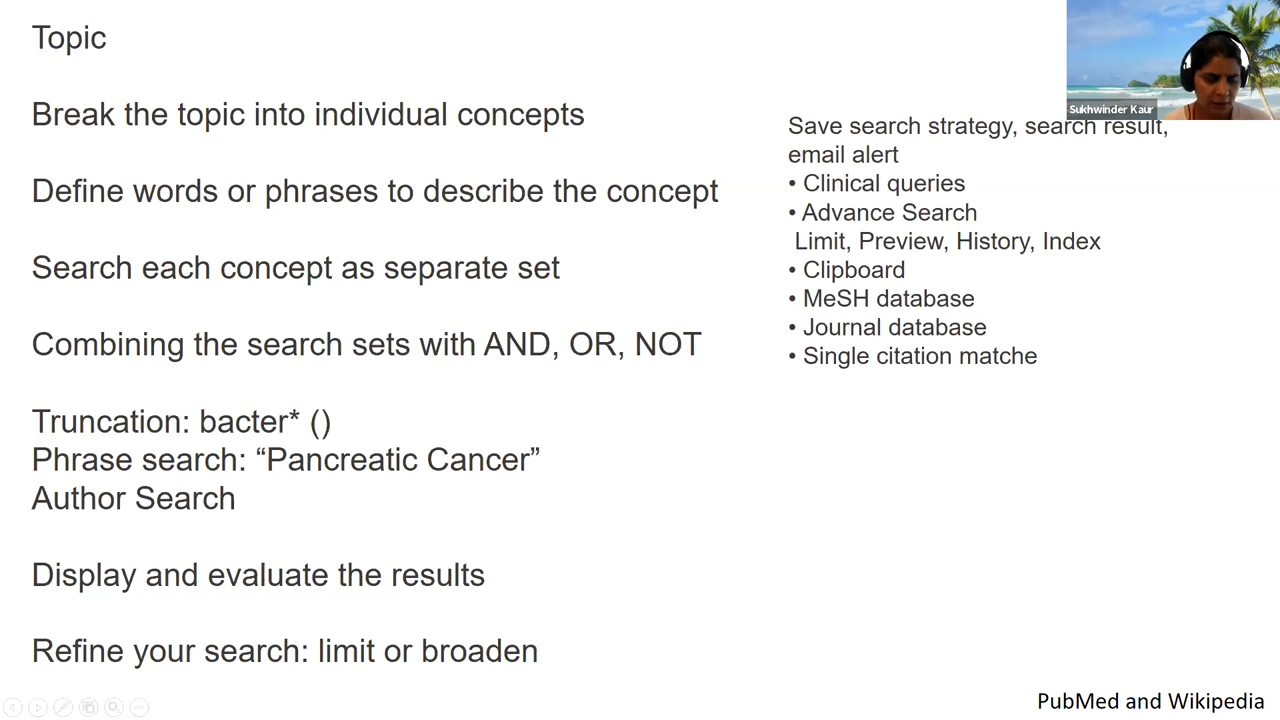 Topic
Break the topic into individual concepts
Define words or phrases to describe the concept
Search each concept as separate set
Combining the search sets with AND, OR, NOT
Truncation: bacter* ()
Phrase search: “Pancreatic Cancer”
Author Search
Display and evaluate the results
Refine your search: limit or broaden
Sukhwinder Kaur
Save search strategy, search result,
email alert
• Clinical queries
• Advance Search
Limit, Preview, History, Index
• Clipboard
• MeSH database
• Journal database
• Single citation matche
PubMed and Wikipedia